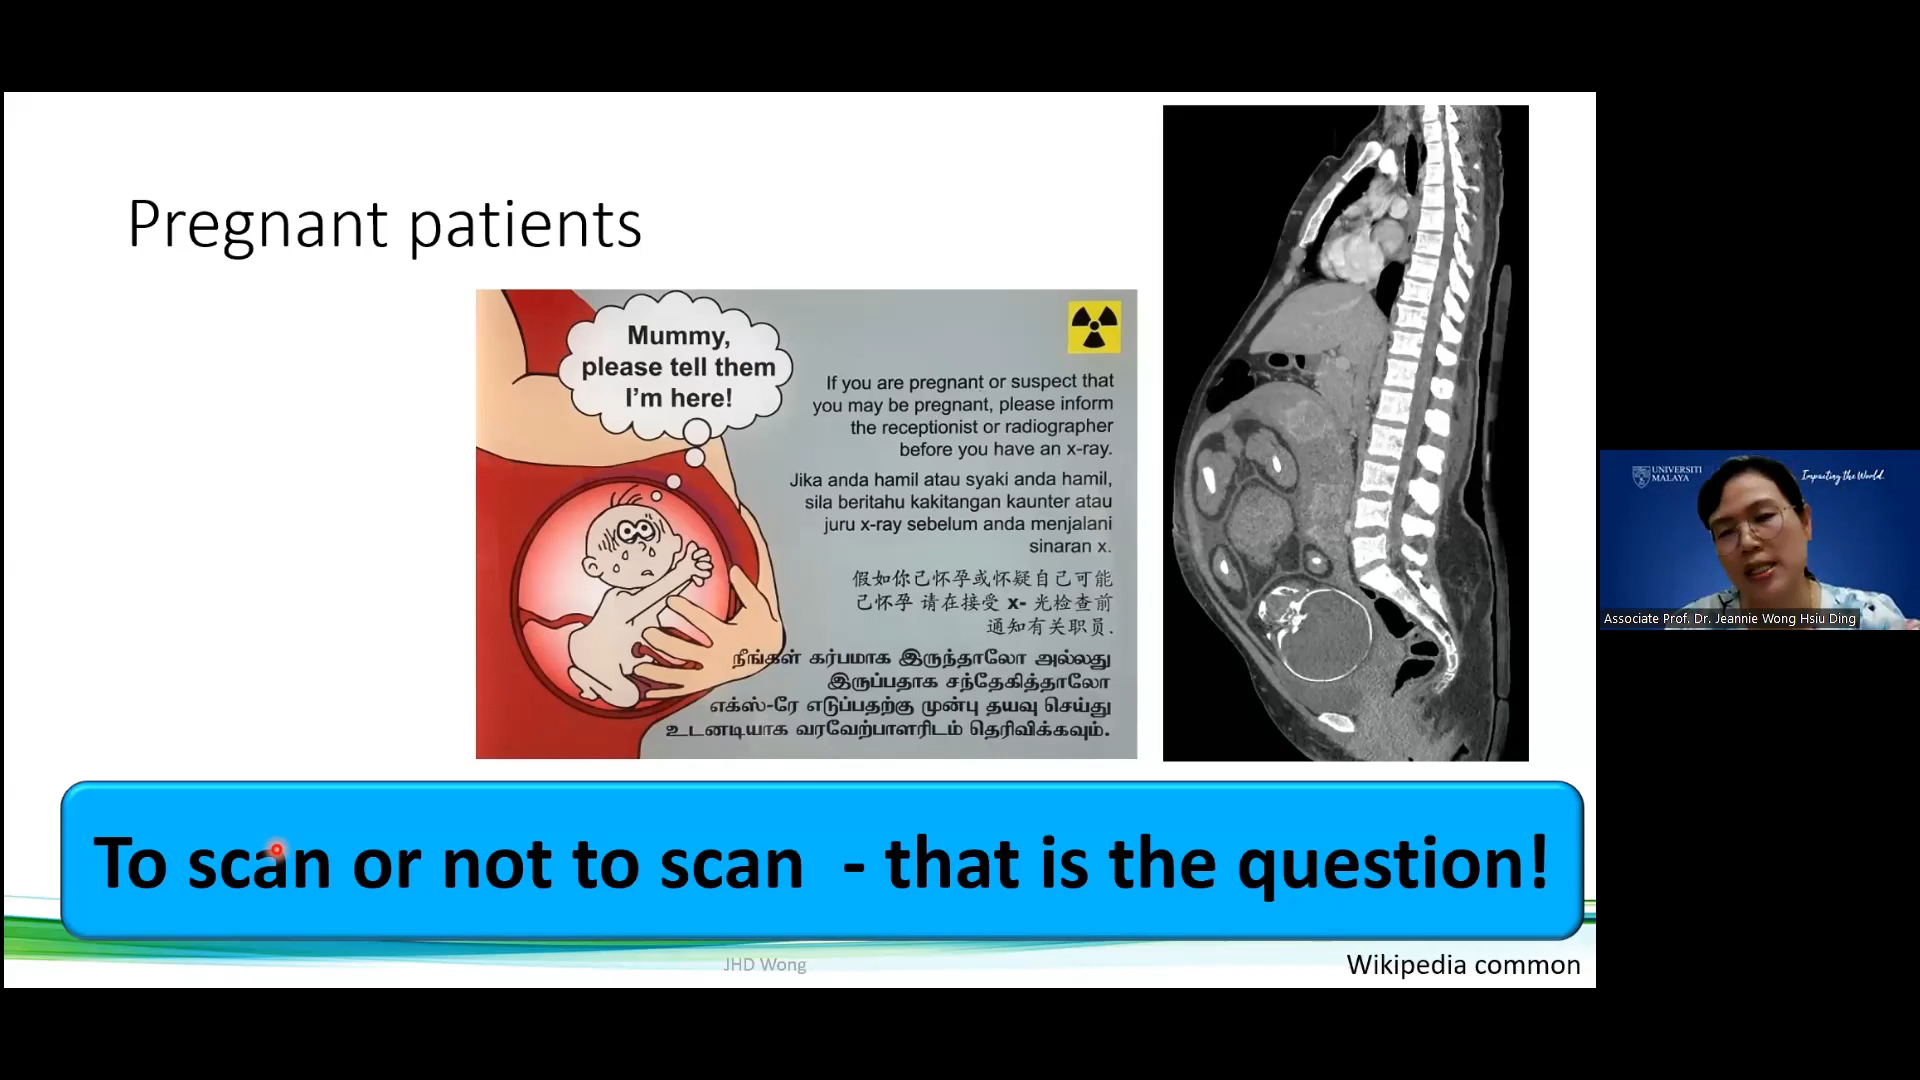 Pregnant patients
Mummy,
please tell them
I'm here!
If you are pregnant or suspect that
you may be pregnant, please inform
the receptionist or radiographer
before you have an x-ray.
Jika anda hamil atau syaki anda hamil,
sila beritahu kakitangan kaunter atau
juru x-ray sebelum anda menjalani
sinaran x.
假如你己怀孕或怀疑自己可能
己怀孕 请在接受 x- 光检查前
通知有关职员.
நீங்கள் கர்பமாக இருந்தாலோ அல்லது
இருப்பதாக சந்தேகித்தாலோ
எக்ஸ்-ரே எடுப்பதற்கு முன்பு தயவு செய்து
உடனடியாக வரவேற்பாளரிடம் தெரிவிக்கவும்.
To scan or not to scan - that is the question!
JHD Wong
Wikipedia common
UNIVERSITI
MALAYA
Impacting the World.
Associate Prof. Dr. Jeannie Wong Hsiu Ding